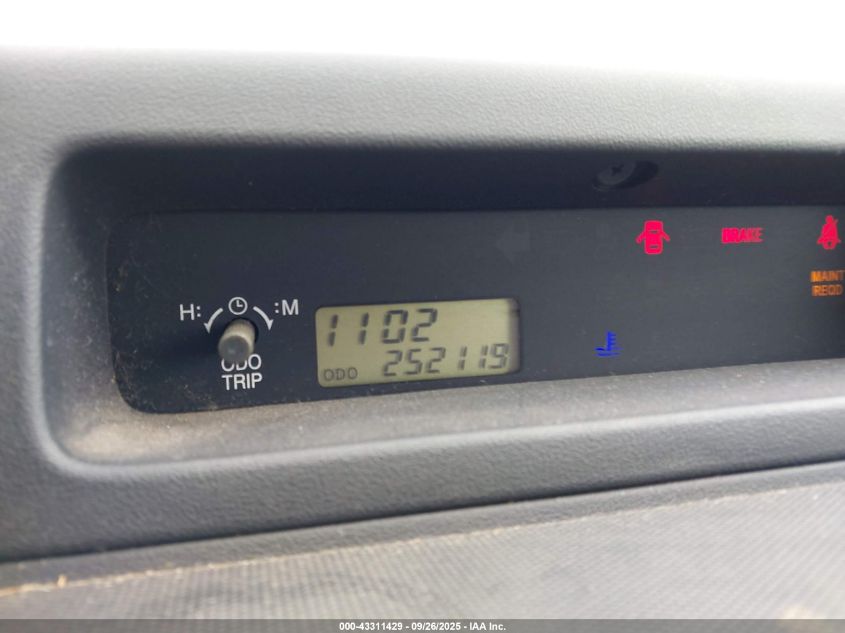 BRAKE
MAINT
REQD
H: :M
1102
ODO 252119
ODO
TRIP
000-43311429 - 09/26/2025 - IAA Inc.